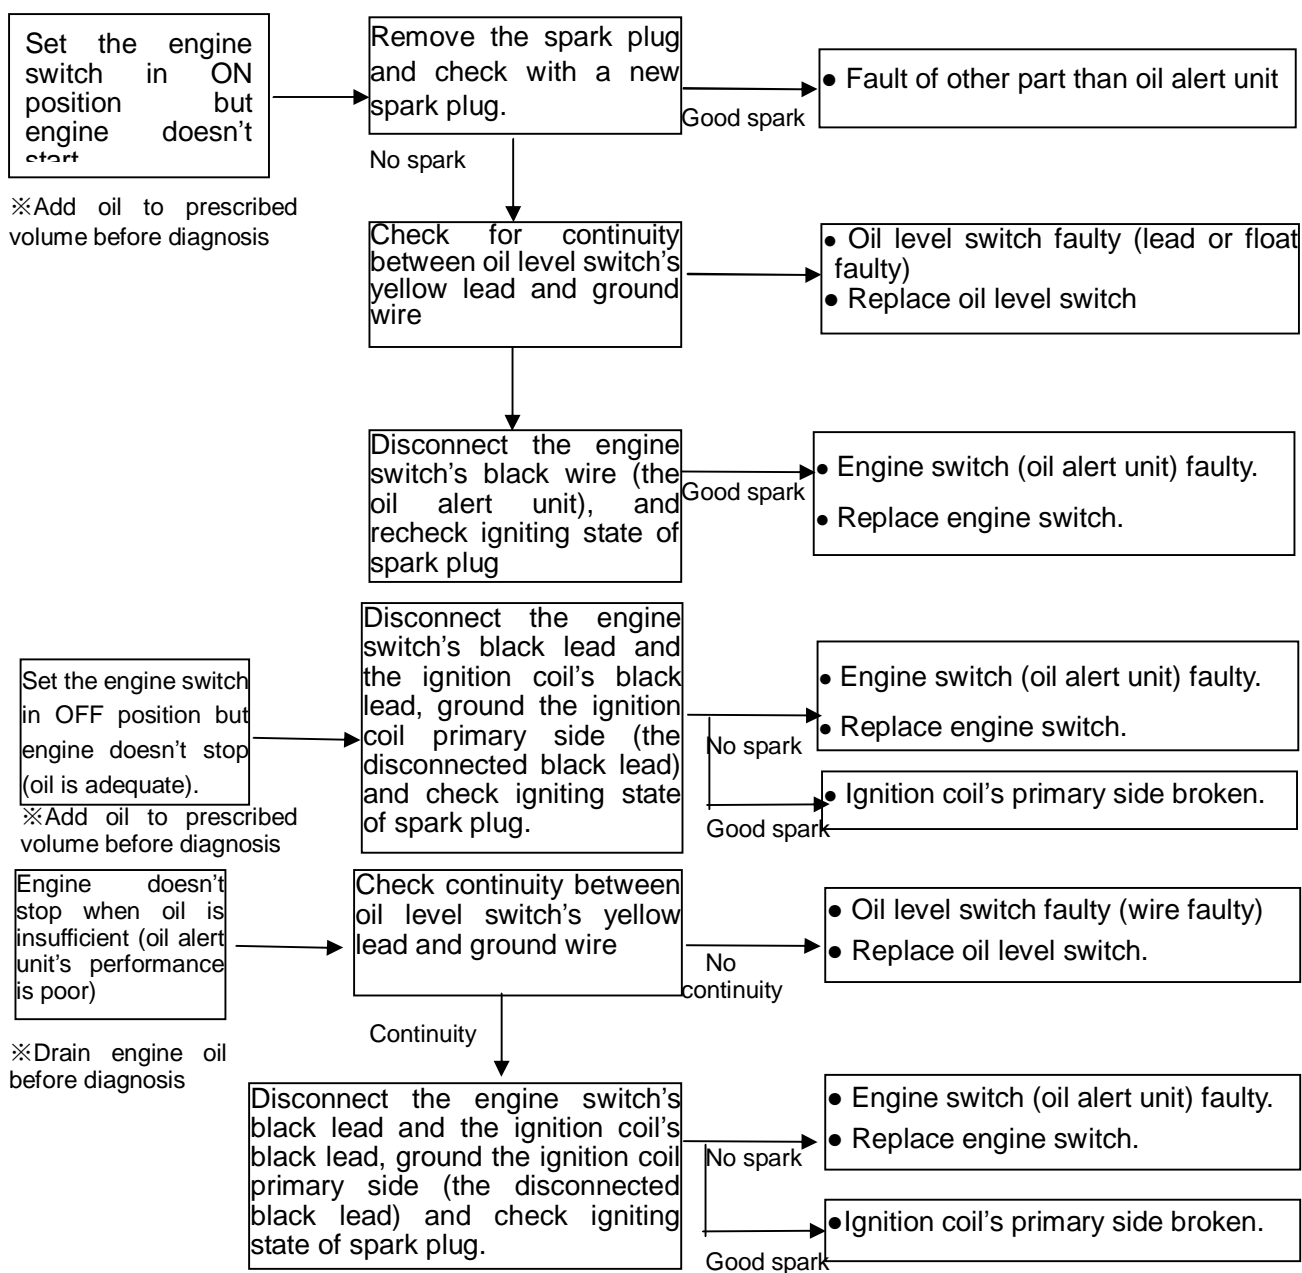 Set the engine
switch in ON
position but
engine doesn't
start
※Add oil to prescribed
volume before diagnosis
Remove the spark plug
and check with a new
spark plug.
Good spark
● Fault of other part than oil alert unit
No spark
Check for continuity
between oil level switch's
yellow lead and ground
wire
● Oil level switch faulty (lead or float
faulty)
● Replace oil level switch
Disconnect the engine
switch's black wire (the
oil alert unit), and
recheck igniting state of
spark plug
Good spark
● Engine switch (oil alert unit) faulty.
● Replace engine switch.
Set the engine switch
in OFF position but
engine doesn't stop
(oil is adequate).
※Add oil to prescribed
volume before diagnosis
Disconnect the engine
switch's black lead and
the ignition coil's black
lead, ground the ignition
coil primary side (the
disconnected black lead)
and check igniting state
of spark plug.
No spark
● Engine switch (oil alert unit) faulty.
● Replace engine switch.
Good spark
● Ignition coil's primary side broken.
Engine doesn't
stop when oil is
insufficient (oil alert
unit's performance
is poor)
※Drain engine oil
before diagnosis
Check continuity between
oil level switch's yellow
lead and ground wire
No
continuity
● Oil level switch faulty (wire faulty)
● Replace oil level switch.
Continuity
Disconnect the engine switch's
black lead and the ignition coil's
black lead, ground the ignition coil
primary side (the disconnected
black lead) and check igniting
state of spark plug.
No spark
● Engine switch (oil alert unit) faulty.
● Replace engine switch.
Good spark
●Ignition coil's primary side broken.